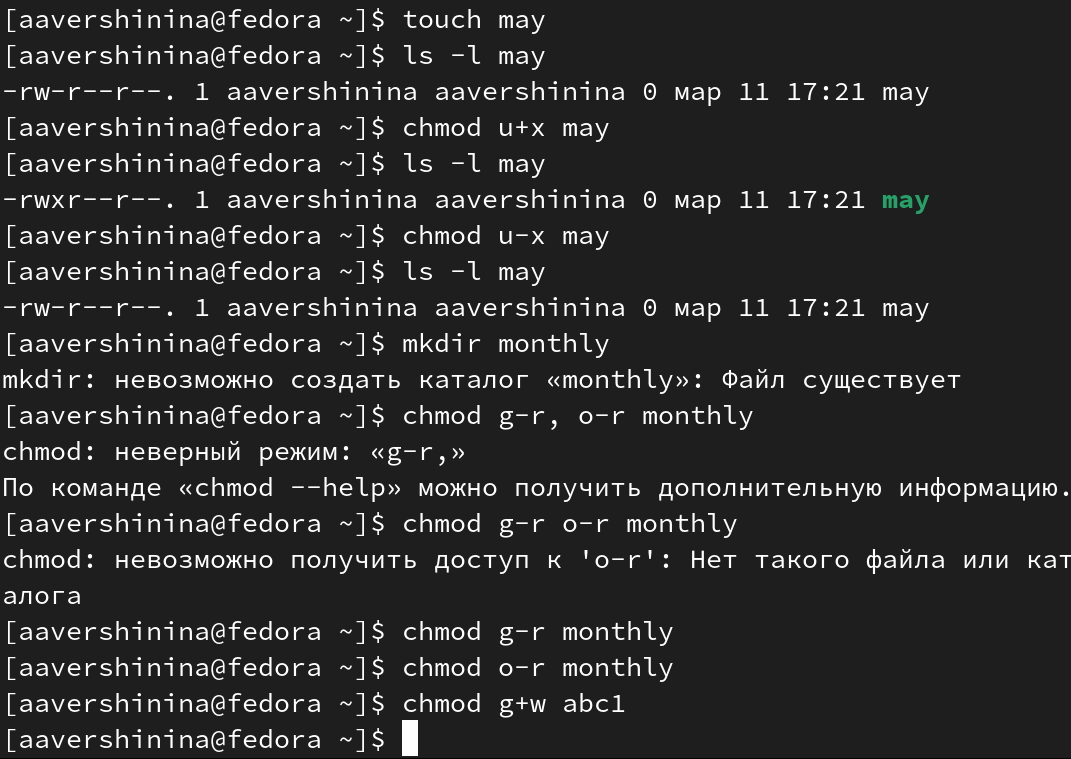 [aavershinina@fedora ~]$ touch may
[aavershinina@fedora ~]$ ls -l may
-rw-r--r--. 1 aavershinina aavershinina 0 мар 11 17:21 may
[aavershinina@fedora ~]$ chmod u+x may
[aavershinina@fedora ~]$ ls -l may
-rwxr--r--. 1 aavershinina aavershinina 0 мар 11 17:21 may
[aavershinina@fedora ~]$ chmod u-x may
[aavershinina@fedora ~]$ ls -l may
-rw-r--r--. 1 aavershinina aavershinina 0 мар 11 17:21 may
[aavershinina@fedora ~]$ mkdir monthly
mkdir: невозможно создать каталог «monthly»: Файл существует
[aavershinina@fedora ~]$ chmod g-r, o-r monthly
chmod: неверный режим: «g-r,»
По команде «chmod --help» можно получить дополнительную информацию.
[aavershinina@fedora ~]$ chmod g-r o-r monthly
chmod: невозможно получить доступ к 'o-r': Нет такого файла или кат
алога
[aavershinina@fedora ~]$ chmod g-r monthly
[aavershinina@fedora ~]$ chmod o-r monthly
[aavershinina@fedora ~]$ chmod g+w abc1
[aavershinina@fedora ~]$